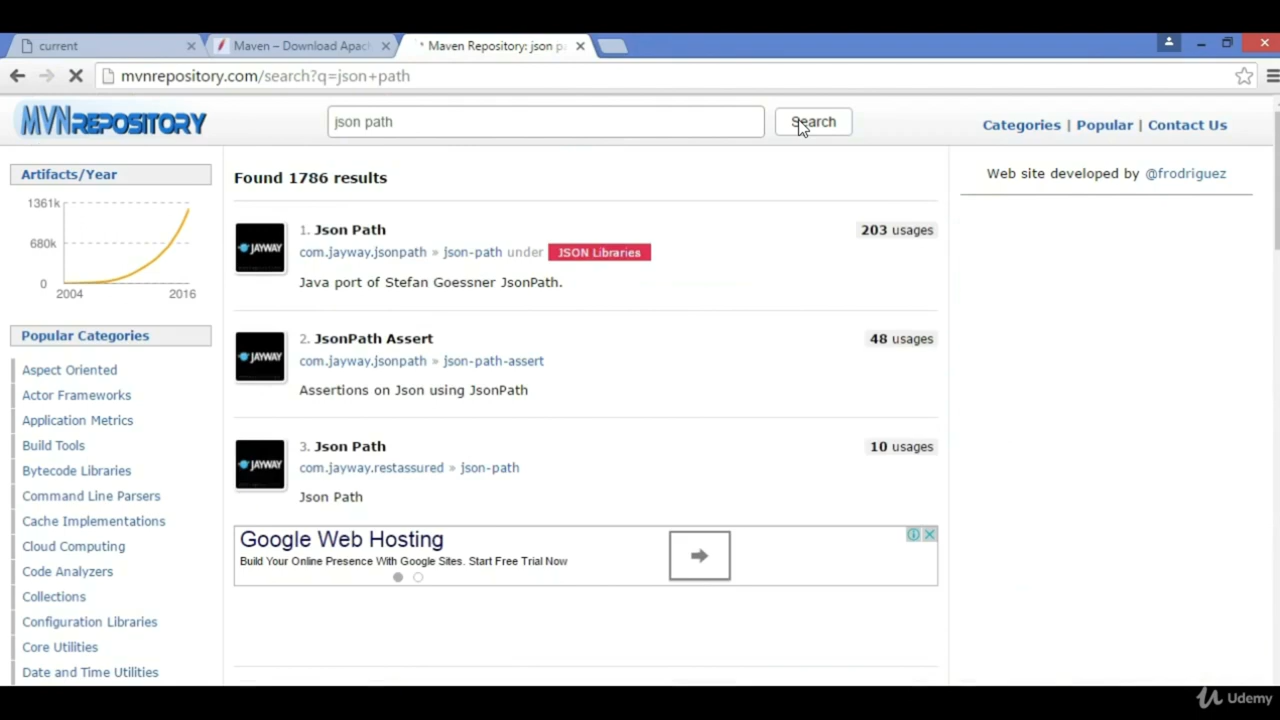 current
Maven – Download Apac
Maven Repository: json p
mvnrepository.com/search?q=json+path
MVNREPOSITORY
json path
Search
Categories | Popular | Contact Us
Artifacts/Year
1361k
680k
0
2004
2016
Popular Categories
Aspect Oriented
Actor Frameworks
Application Metrics
Build Tools
Bytecode Libraries
Command Line Parsers
Cache Implementations
Cloud Computing
Code Analyzers
Collections
Configuration Libraries
Core Utilities
Date and Time Utilities
Found 1786 results
JAYWAY
1. Json Path
203 usages
com.jayway.jsonpath » json-path under JSON Libraries
Java port of Stefan Goessner JsonPath.
JAYWAY
2. JsonPath Assert
48 usages
com.jayway.jsonpath » json-path-assert
Assertions on Json using JsonPath
JAYWAY
3. Json Path
10 usages
com.jayway.restassured » json-path
Json Path
Google Web Hosting
Build Your Online Presence With Google Sites. Start Free Trial Now
Web site developed by @frodriguez
Udemy